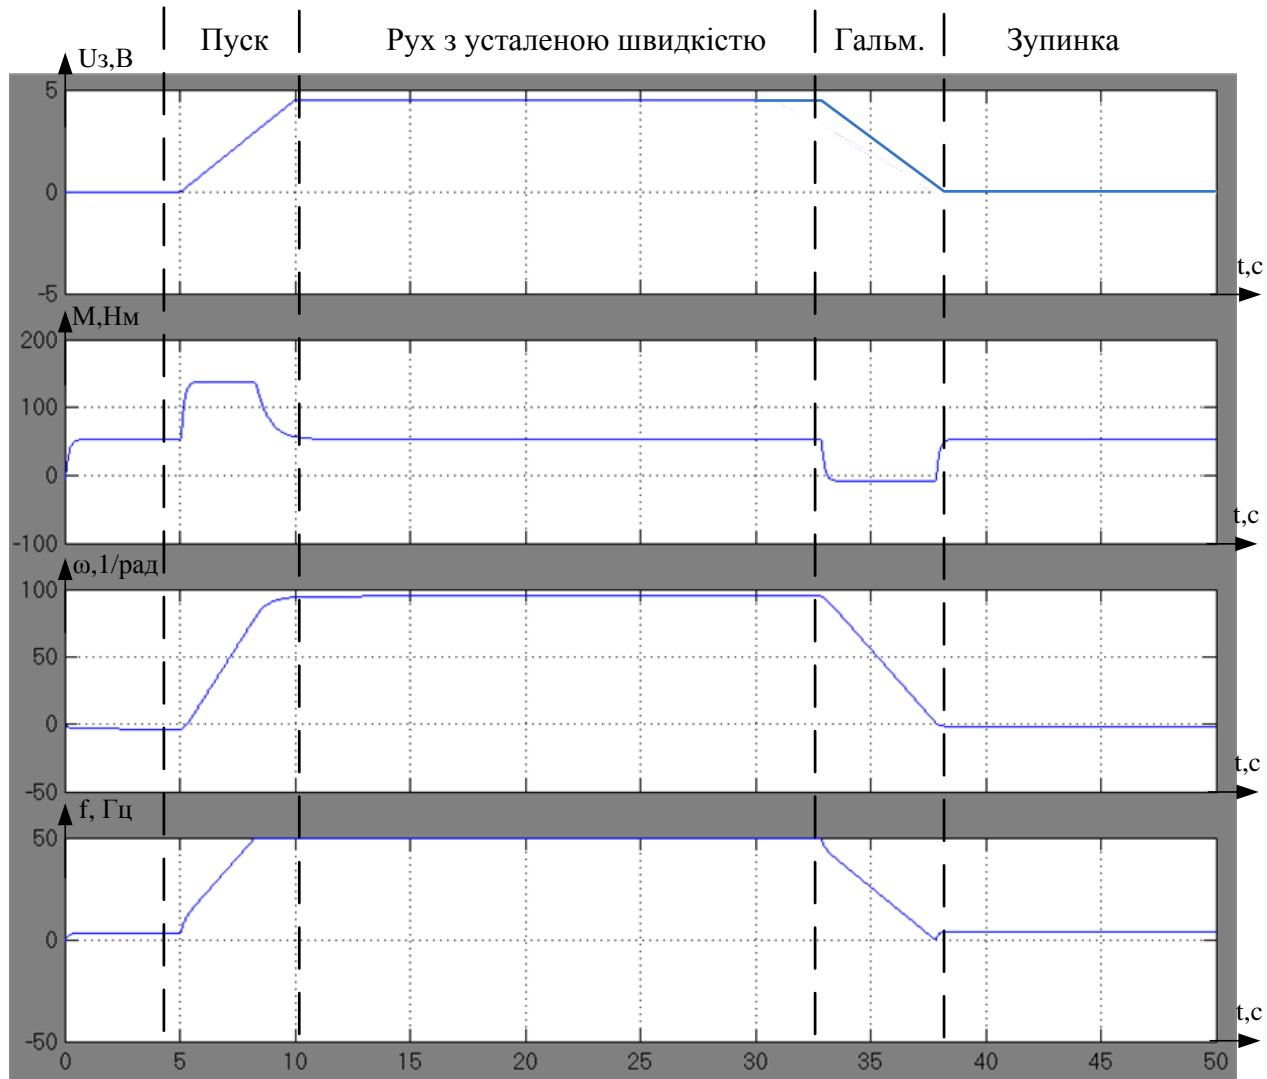 Пуск Рух з усталеною швидкістю Гальм. Зупинка
Uз,В
5
0
-5
t,с
М,Нм
200
100
0
-100
t,с
ω,1/рад
100
50
0
-50
t,с
f, Гц
50
0
-50
t,с
0 5 10 15 20 25 30 35 40 45 50